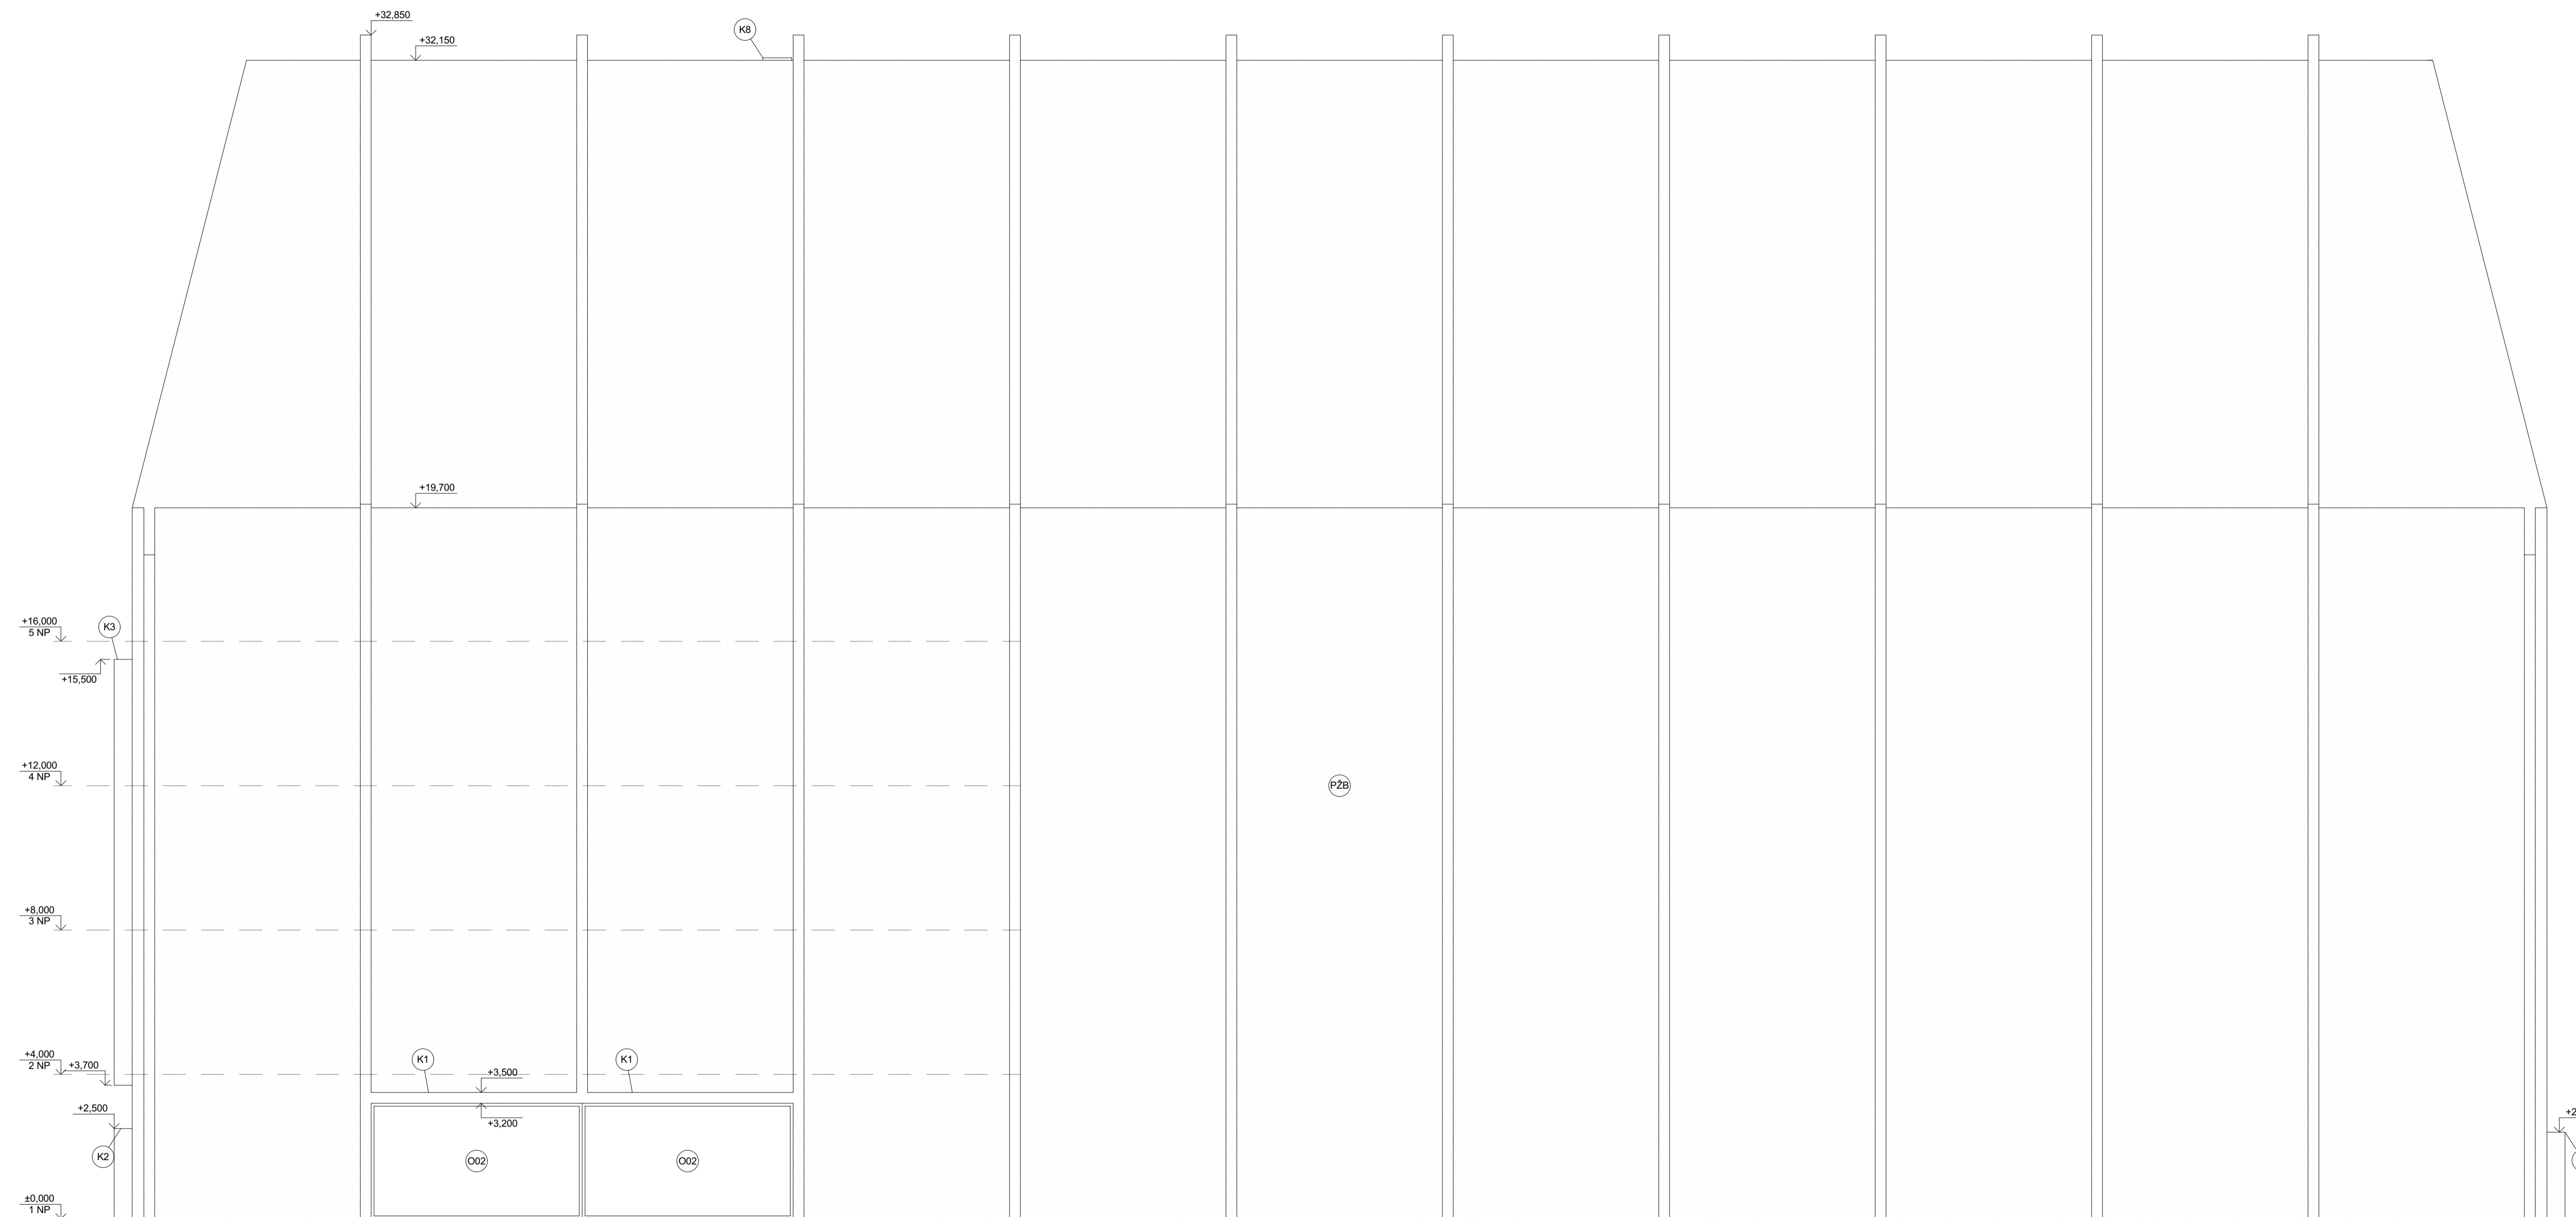 +32,850
K8
+32,150
+19,700
+16,000
5 NP
K3
+15,500
+12,000
4 NP
PŽB
+8,000
3 NP
+4,000
2 NP
+3,700
K1
K1
+3,500
+2,500
+3,200
K2
O02
O02
±0,000
1 NP